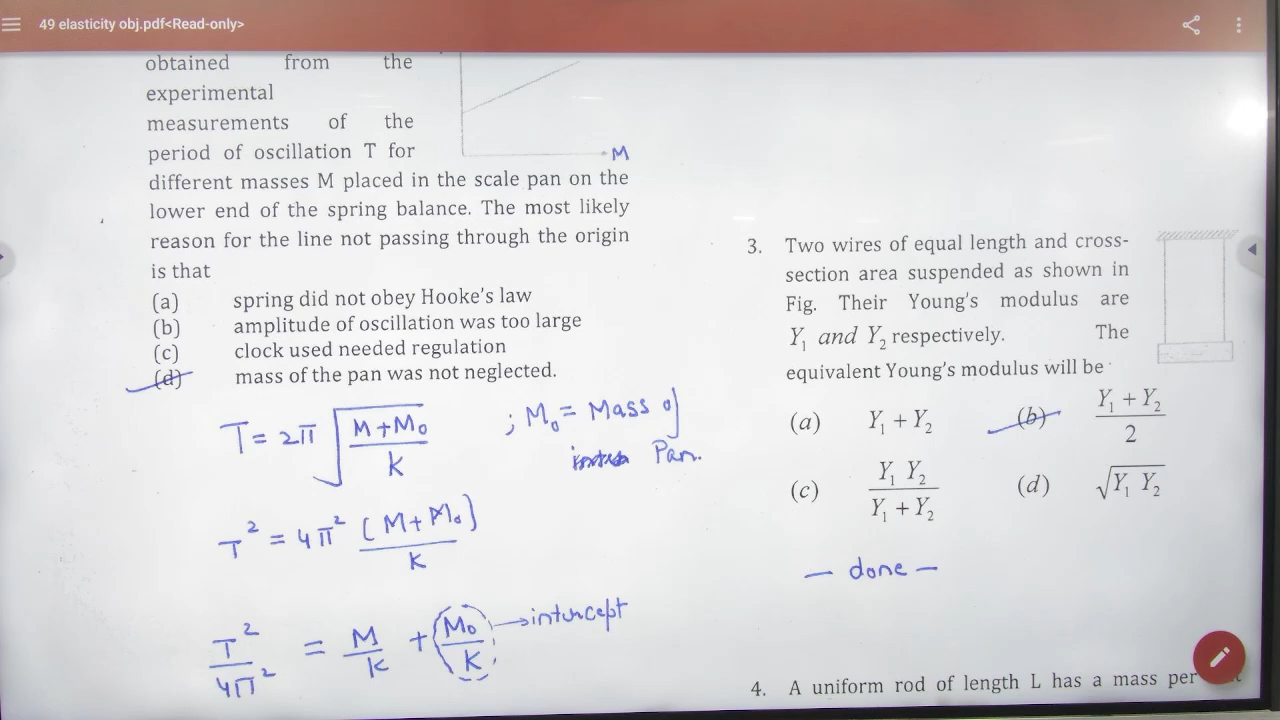 49 elasticity obj.pdf<Read-only>
obtained from the
experimental
measurements of the
period of oscillation T for
M
different masses M placed in the scale pan on the
lower end of the spring balance. The most likely
reason for the line not passing through the origin
is that
(a) spring did not obey Hooke's law
(b) amplitude of oscillation was too large
(c) clock used needed regulation
(d) mass of the pan was not neglected.
T = 2π √((M+M₀)/K) ; M₀ = Mass of
Pan.
T² = 4π² (M+M₀)/K
T²/4π² = M/K + M₀/K → intercept
3. Two wires of equal length and cross-
section area suspended as shown in
Fig. Their Young's modulus are
Y₁ and Y₂ respectively. The
equivalent Young's modulus will be
(a) Y₁ + Y₂ (b) (Y₁ + Y₂)/2
(c) Y₁ Y₂/(Y₁ + Y₂) (d) √(Y₁ Y₂)
— done —
4. A uniform rod of length L has a mass per